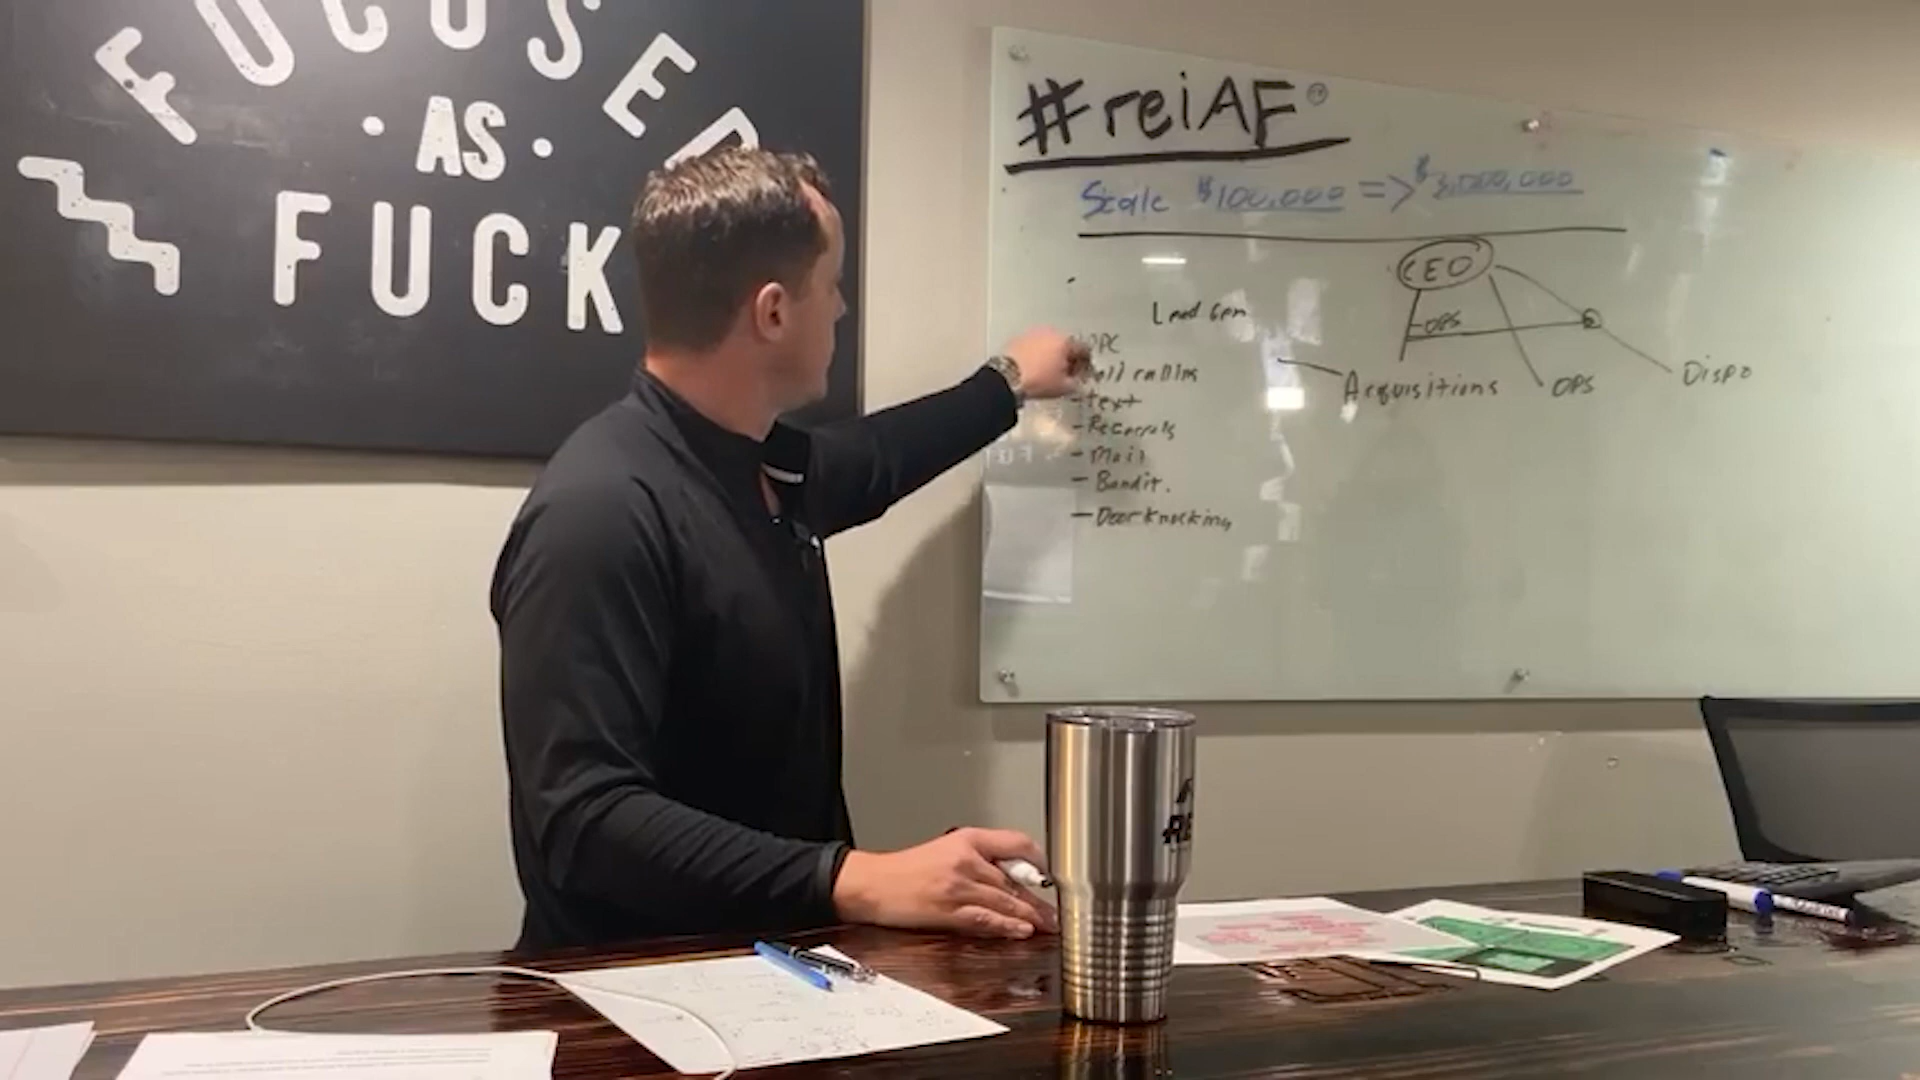 FOCUSED
· AS ·
FUCK
#reiAF
Scale $100,000 => $3,000,000
CEO
Lead Gen
OPS
PPC
Cold calling
- text
- Referrals
- Mail
- Bandit.
- Door Knocking
Acquisitions
OPS
Dispo